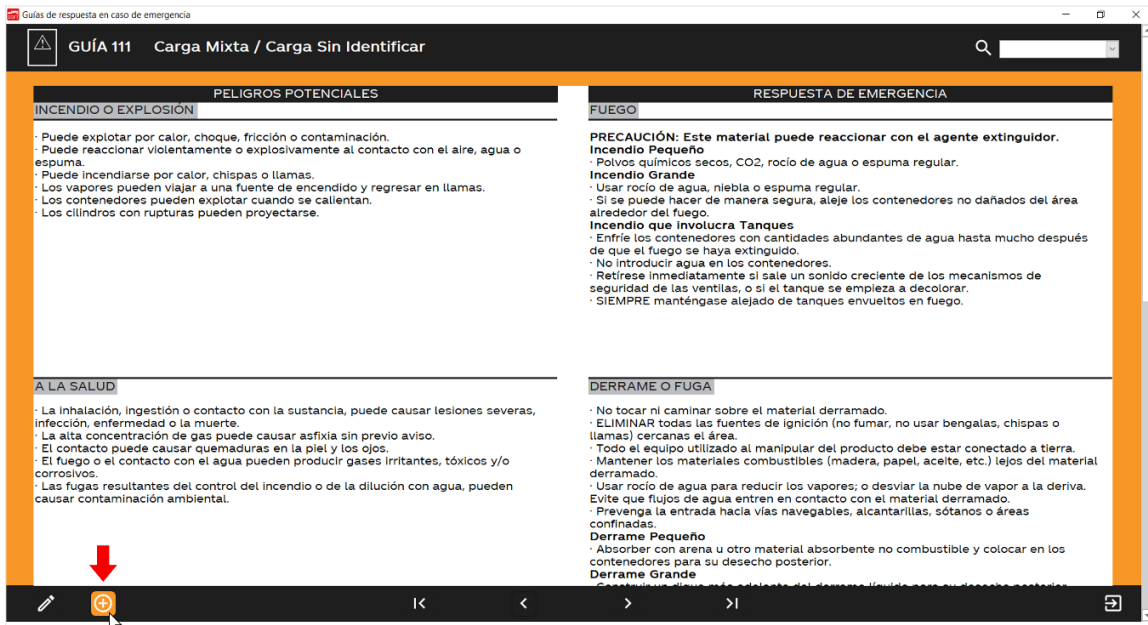 Guías de respuesta en caso de emergencia
GUÍA 111 Carga Mixta / Carga Sin Identificar
PELIGROS POTENCIALES
INCENDIO O EXPLOSIÓN
· Puede explotar por calor, choque, fricción o contaminación.
· Puede reaccionar violentamente o explosivamente al contacto con el aire, agua o
espuma.
· Puede incendiarse por calor, chispas o llamas.
· Los vapores pueden viajar a una fuente de encendido y regresar en llamas.
· Los contenedores pueden explotar cuando se calientan.
· Los cilindros con rupturas pueden proyectarse.
A LA SALUD
· La inhalación, ingestión o contacto con la sustancia, puede causar lesiones severas,
infección, enfermedad o la muerte.
· La alta concentración de gas puede causar asfixia sin previo aviso.
· El contacto puede causar quemaduras en la piel y los ojos.
· El fuego o el contacto con el agua pueden producir gases irritantes, tóxicos y/o
corrosivos.
· Las fugas resultantes del control del incendio o de la dilución con agua, pueden
causar contaminación ambiental.
RESPUESTA DE EMERGENCIA
FUEGO
PRECAUCIÓN: Este material puede reaccionar con el agente extinguidor.
Incendio Pequeño
· Polvos químicos secos, CO2, rocío de agua o espuma regular.
Incendio Grande
· Usar rocío de agua, niebla o espuma regular.
· Si se puede hacer de manera segura, aleje los contenedores no dañados del área
alrededor del fuego.
Incendio que involucra Tanques
· Enfríe los contenedores con cantidades abundantes de agua hasta mucho después
de que el fuego se haya extinguido.
· No introducir agua en los contenedores.
· Retírese inmediatamente si sale un sonido creciente de los mecanismos de
seguridad de las ventilas, o si el tanque se empieza a decolorar.
· SIEMPRE manténgase alejado de tanques envueltos en fuego.
DERRAME O FUGA
· No tocar ni caminar sobre el material derramado.
· ELIMINAR todas las fuentes de ignición (no fumar, no usar bengalas, chispas o
llamas) cercanas el área.
· Todo el equipo utilizado al manipular del producto debe estar conectado a tierra.
· Mantener los materiales combustibles (madera, papel, aceite, etc.) lejos del material
derramado.
· Usar rocío de agua para reducir los vapores; o desviar la nube de vapor a la deriva.
Evite que flujos de agua entren en contacto con el material derramado.
· Prevenga la entrada hacia vías navegables, alcantarillas, sótanos o áreas
confinadas.
Derrame Pequeño
· Absorber con arena u otro material absorbente no combustible y colocar en los
contenedores para su desecho posterior.
Derrame Grande
· Construir un dique más adelante del derrame líquido para su desecho posterior.